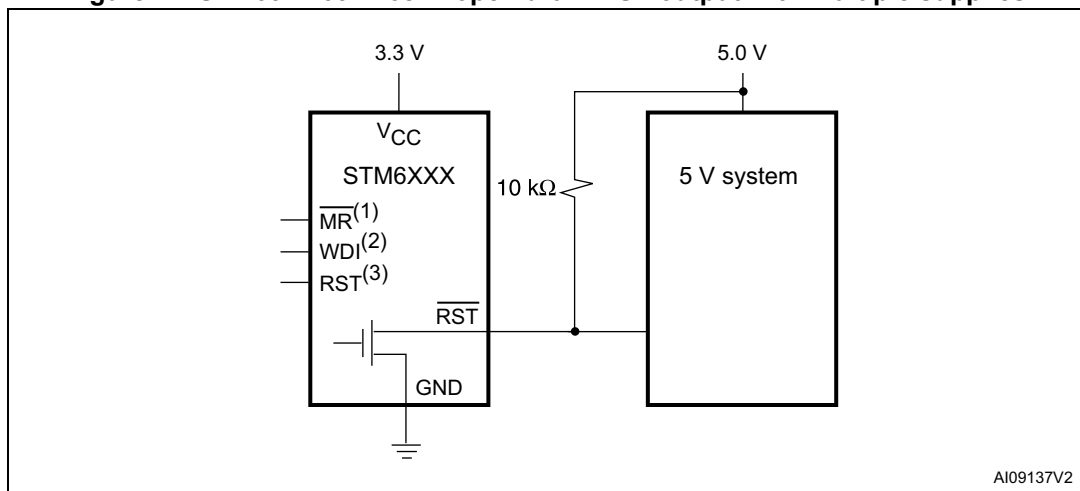 3.3 V
5.0 V
VCC
STM6XXX
10 kΩ
5 V system
MR(1)
WDI(2)
RST(3)
RST
GND
AI09137V2